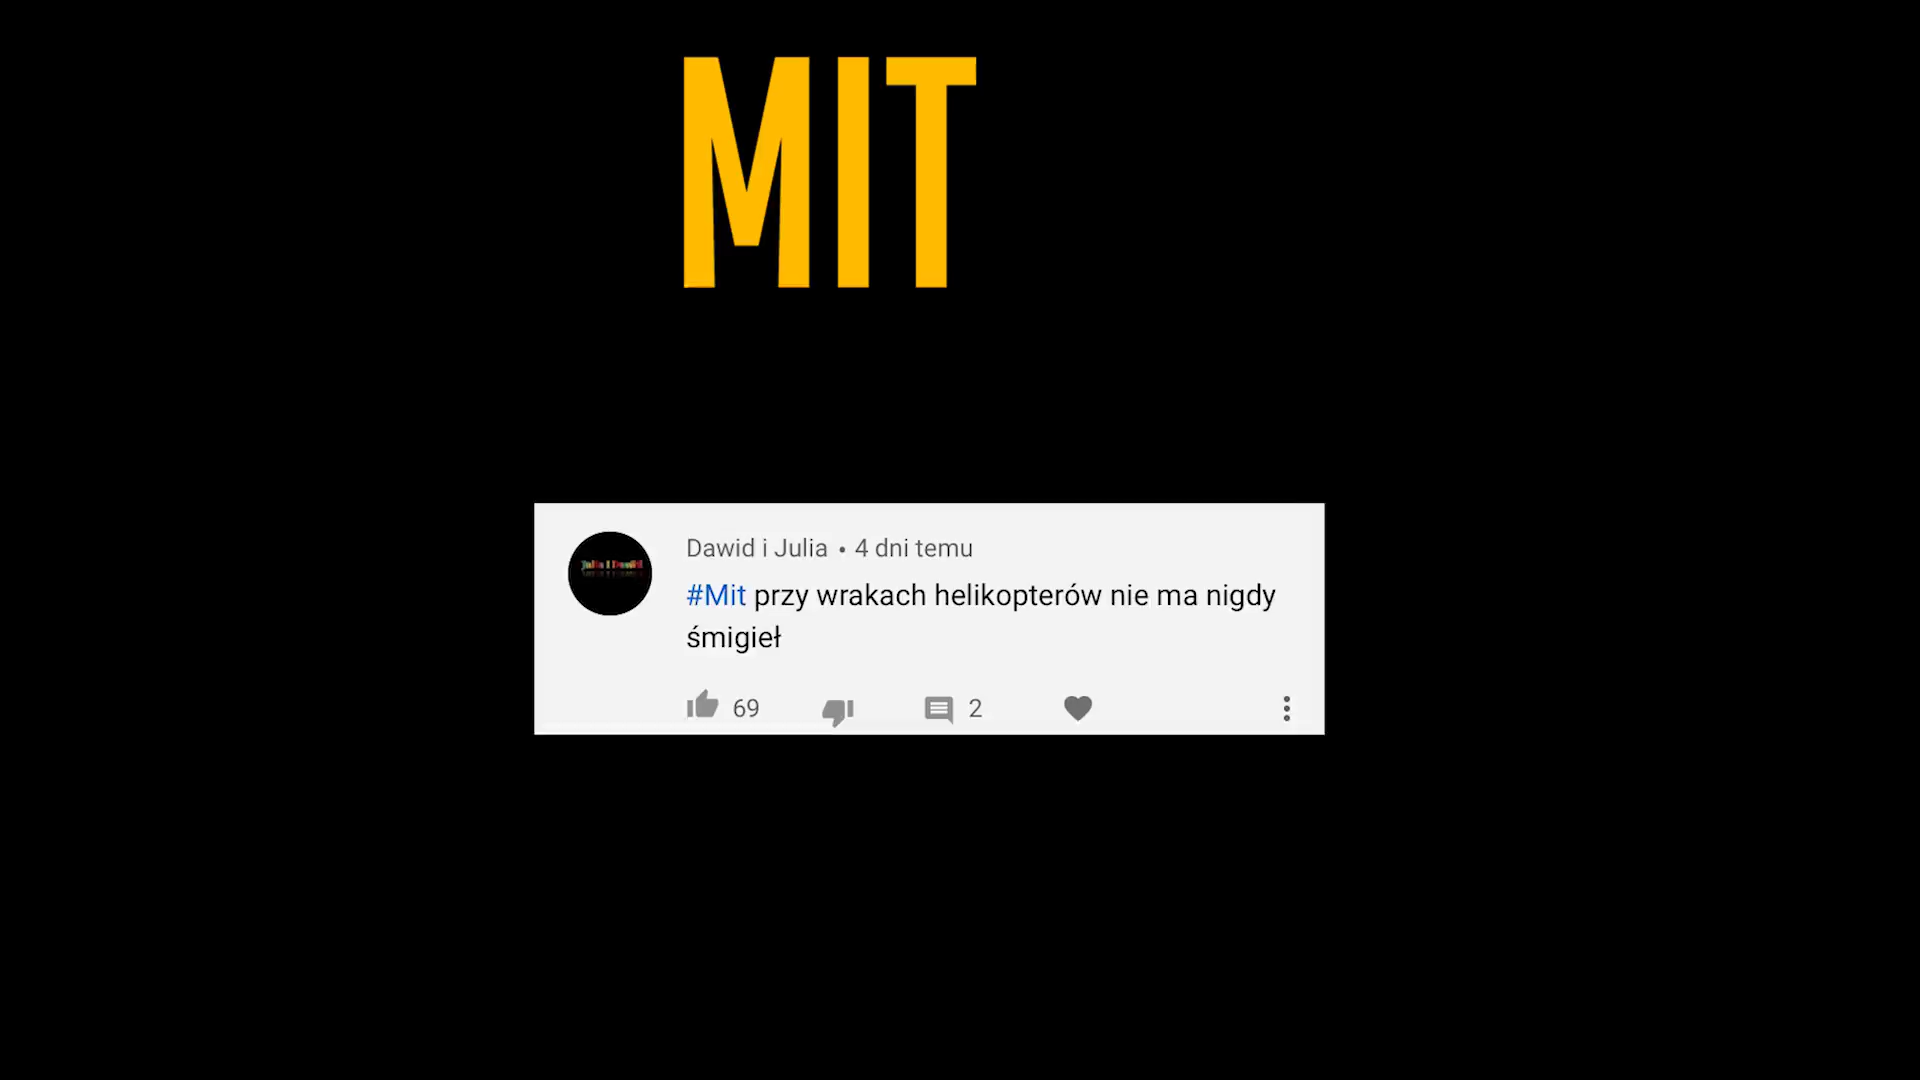 MIT
Dawid i Julia • 4 dni temu
#Mit przy wrakach helikopterów nie ma nigdy
śmigieł
69
2